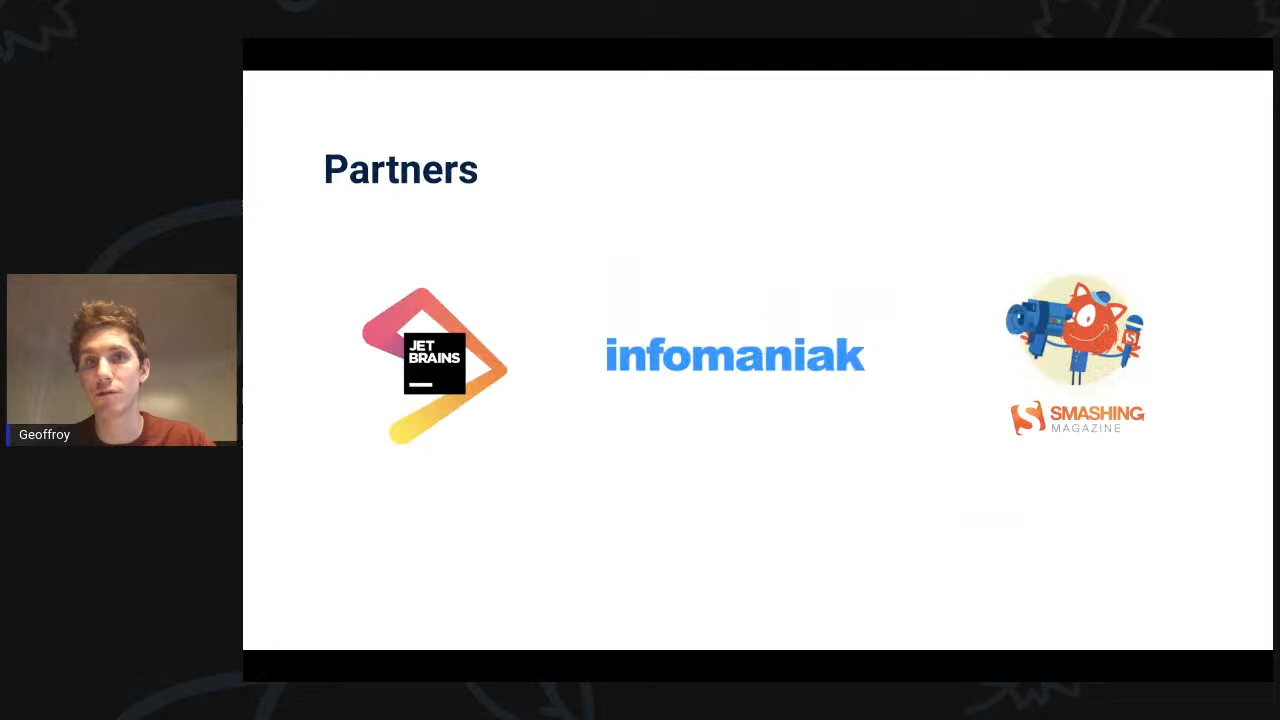 Partners
JET
BRAINS
infomaniak
S
SMASHING
MAGAZINE
Geoffroy